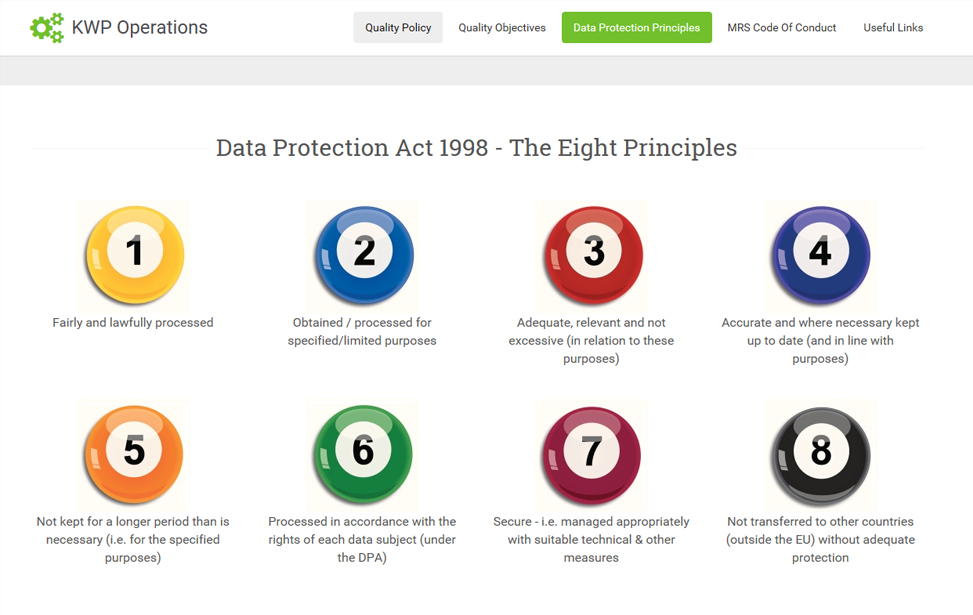 KWP Operations
Quality Policy
Quality Objectives
Data Protection Principles
MRS Code Of Conduct
Useful Links
Data Protection Act 1998 - The Eight Principles
1
2
3
4
Fairly and lawfully processed
Obtained / processed for
specified/limited purposes
Adequate, relevant and not
excessive (in relation to these
purposes)
Accurate and where necessary kept
up to date (and in line with
purposes)
5
6
7
8
Not kept for a longer period than is
necessary (i.e. for the specified
purposes)
Processed in accordance with the
rights of each data subject (under
the DPA)
Secure - i.e. managed appropriately
with suitable technical & other
measures
Not transferred to other countries
(outside the EU) without adequate
protection